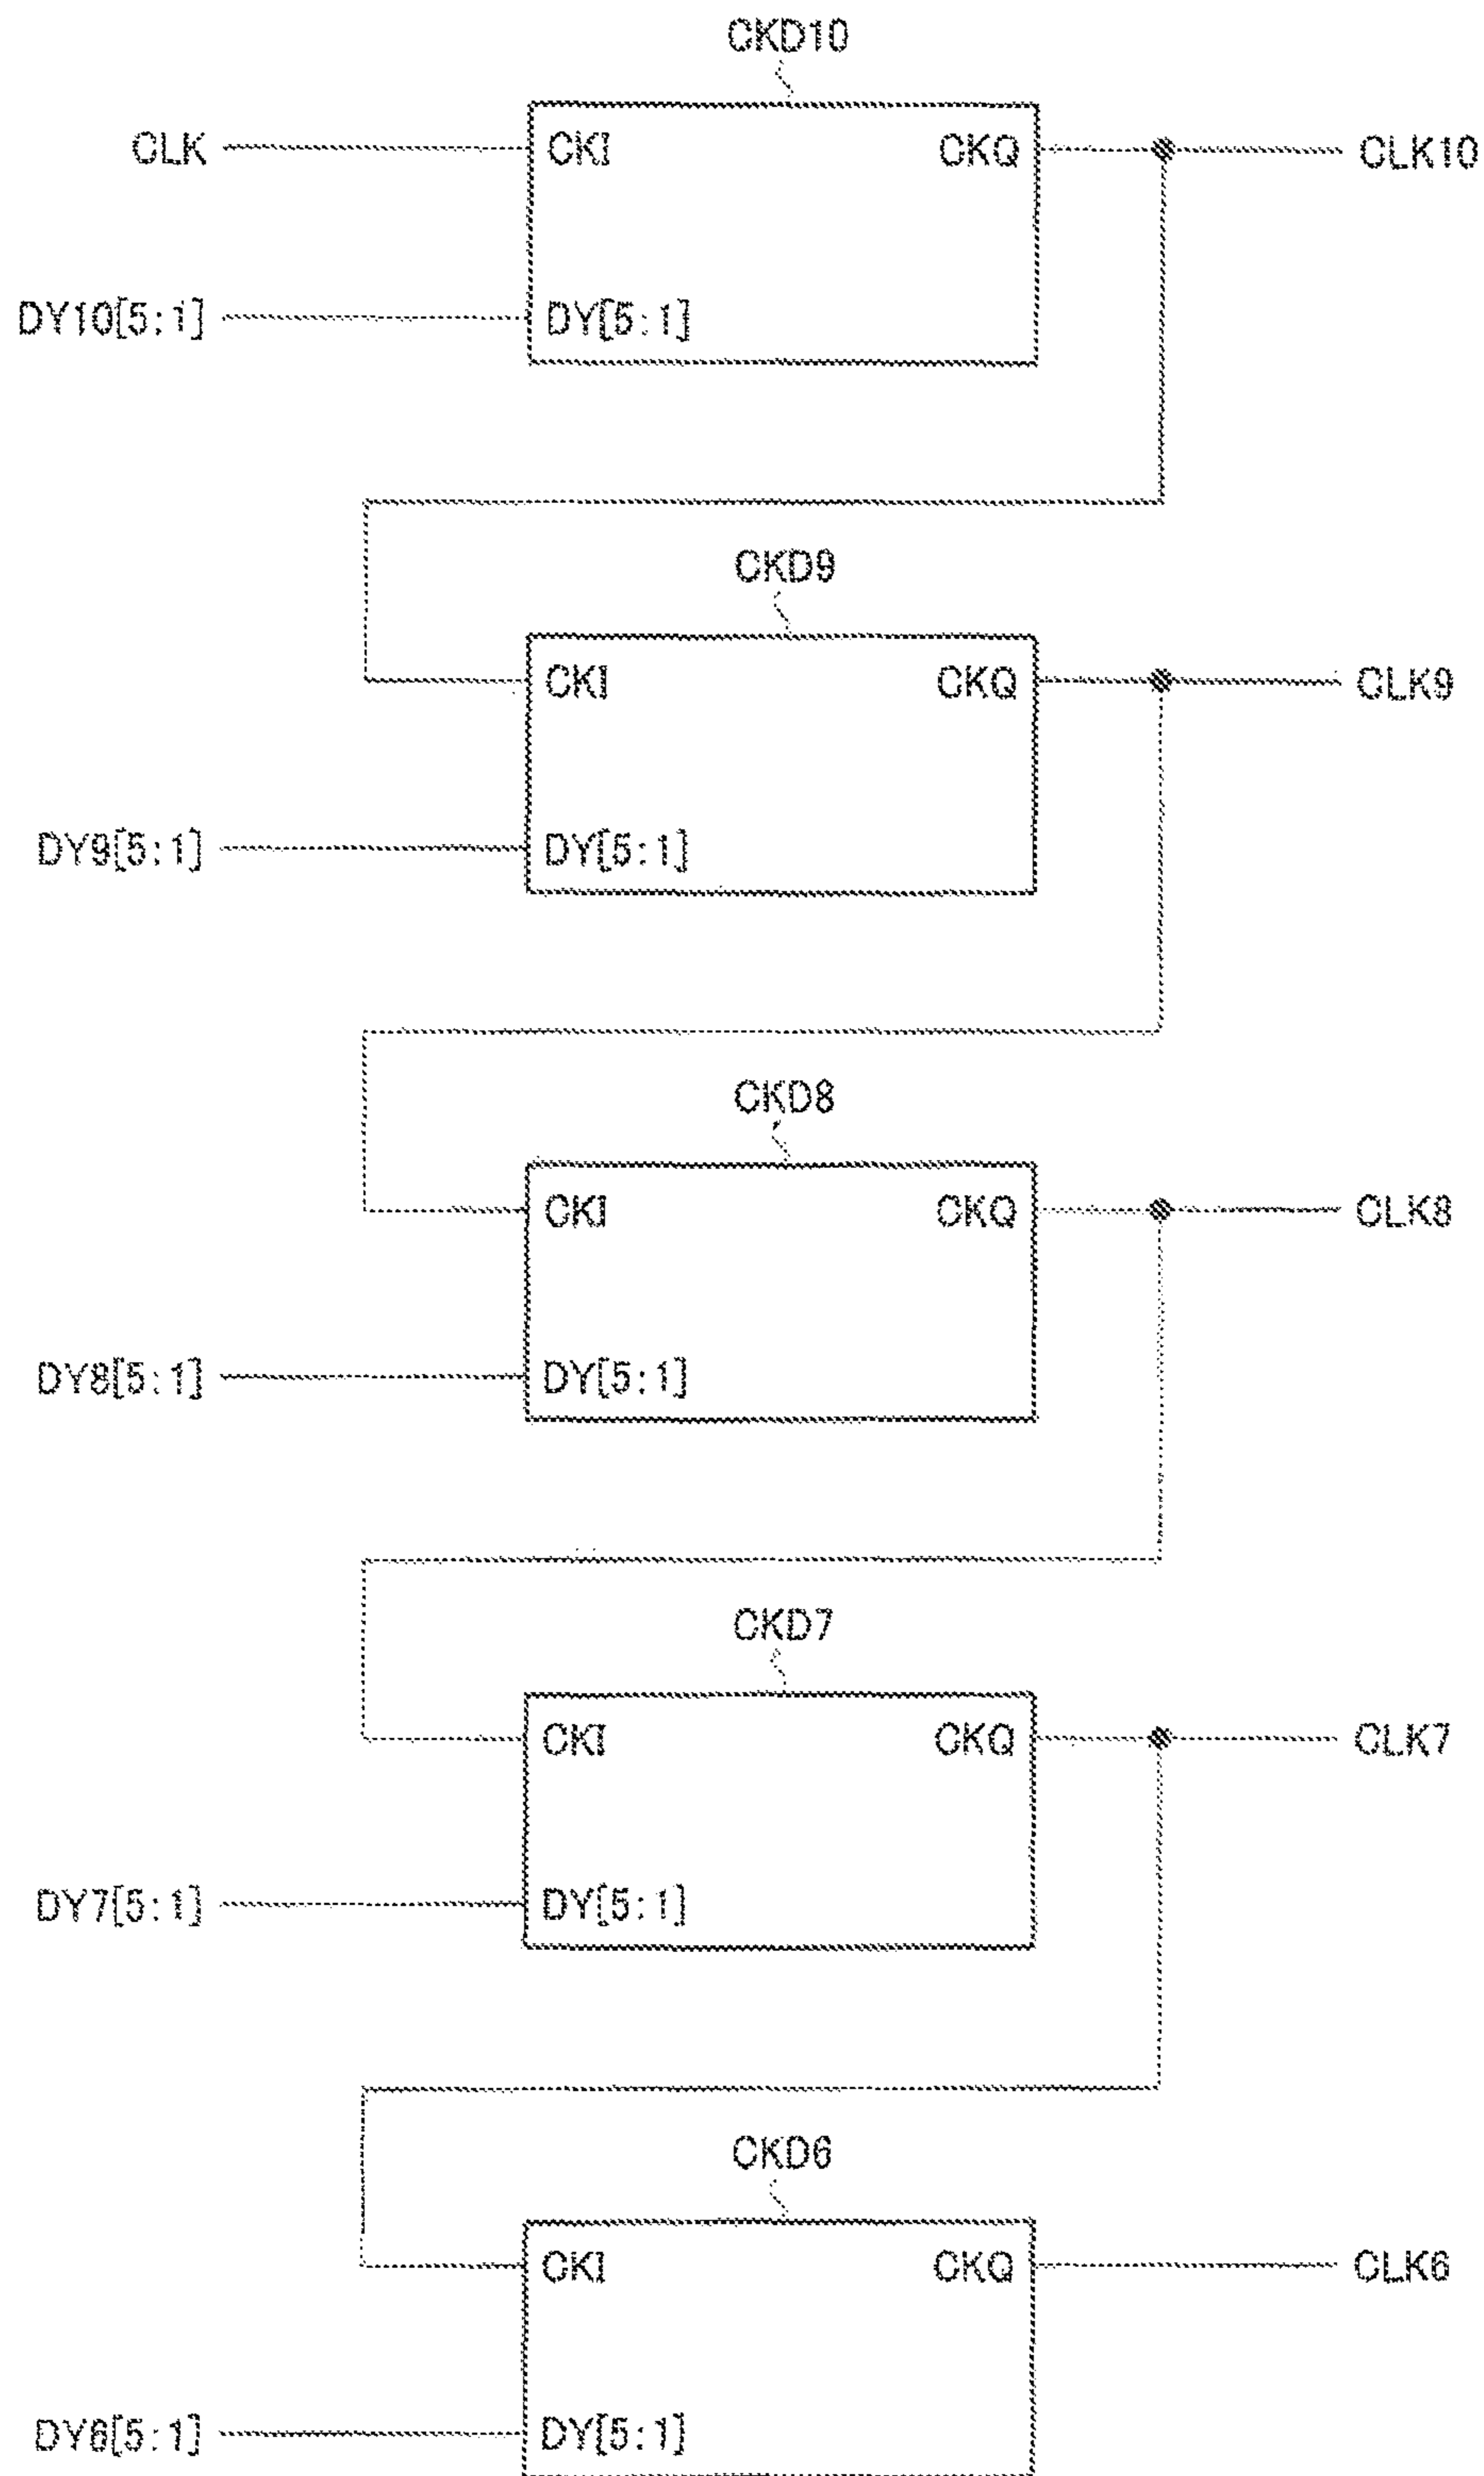 CKD10
CLK CKI CKQ CLK10
DY10[5:1] DY[5:1]
CKD9
CKI CKQ CLK9
DY9[5:1] DY[5:1]
CKD8
CKI CKQ CLK8
DY8[5:1] DY[5:1]
CKD7
CKI CKQ CLK7
DY7[5:1] DY[5:1]
CKD6
CKI CKQ CLK6
DY6[5:1] DY[5:1]